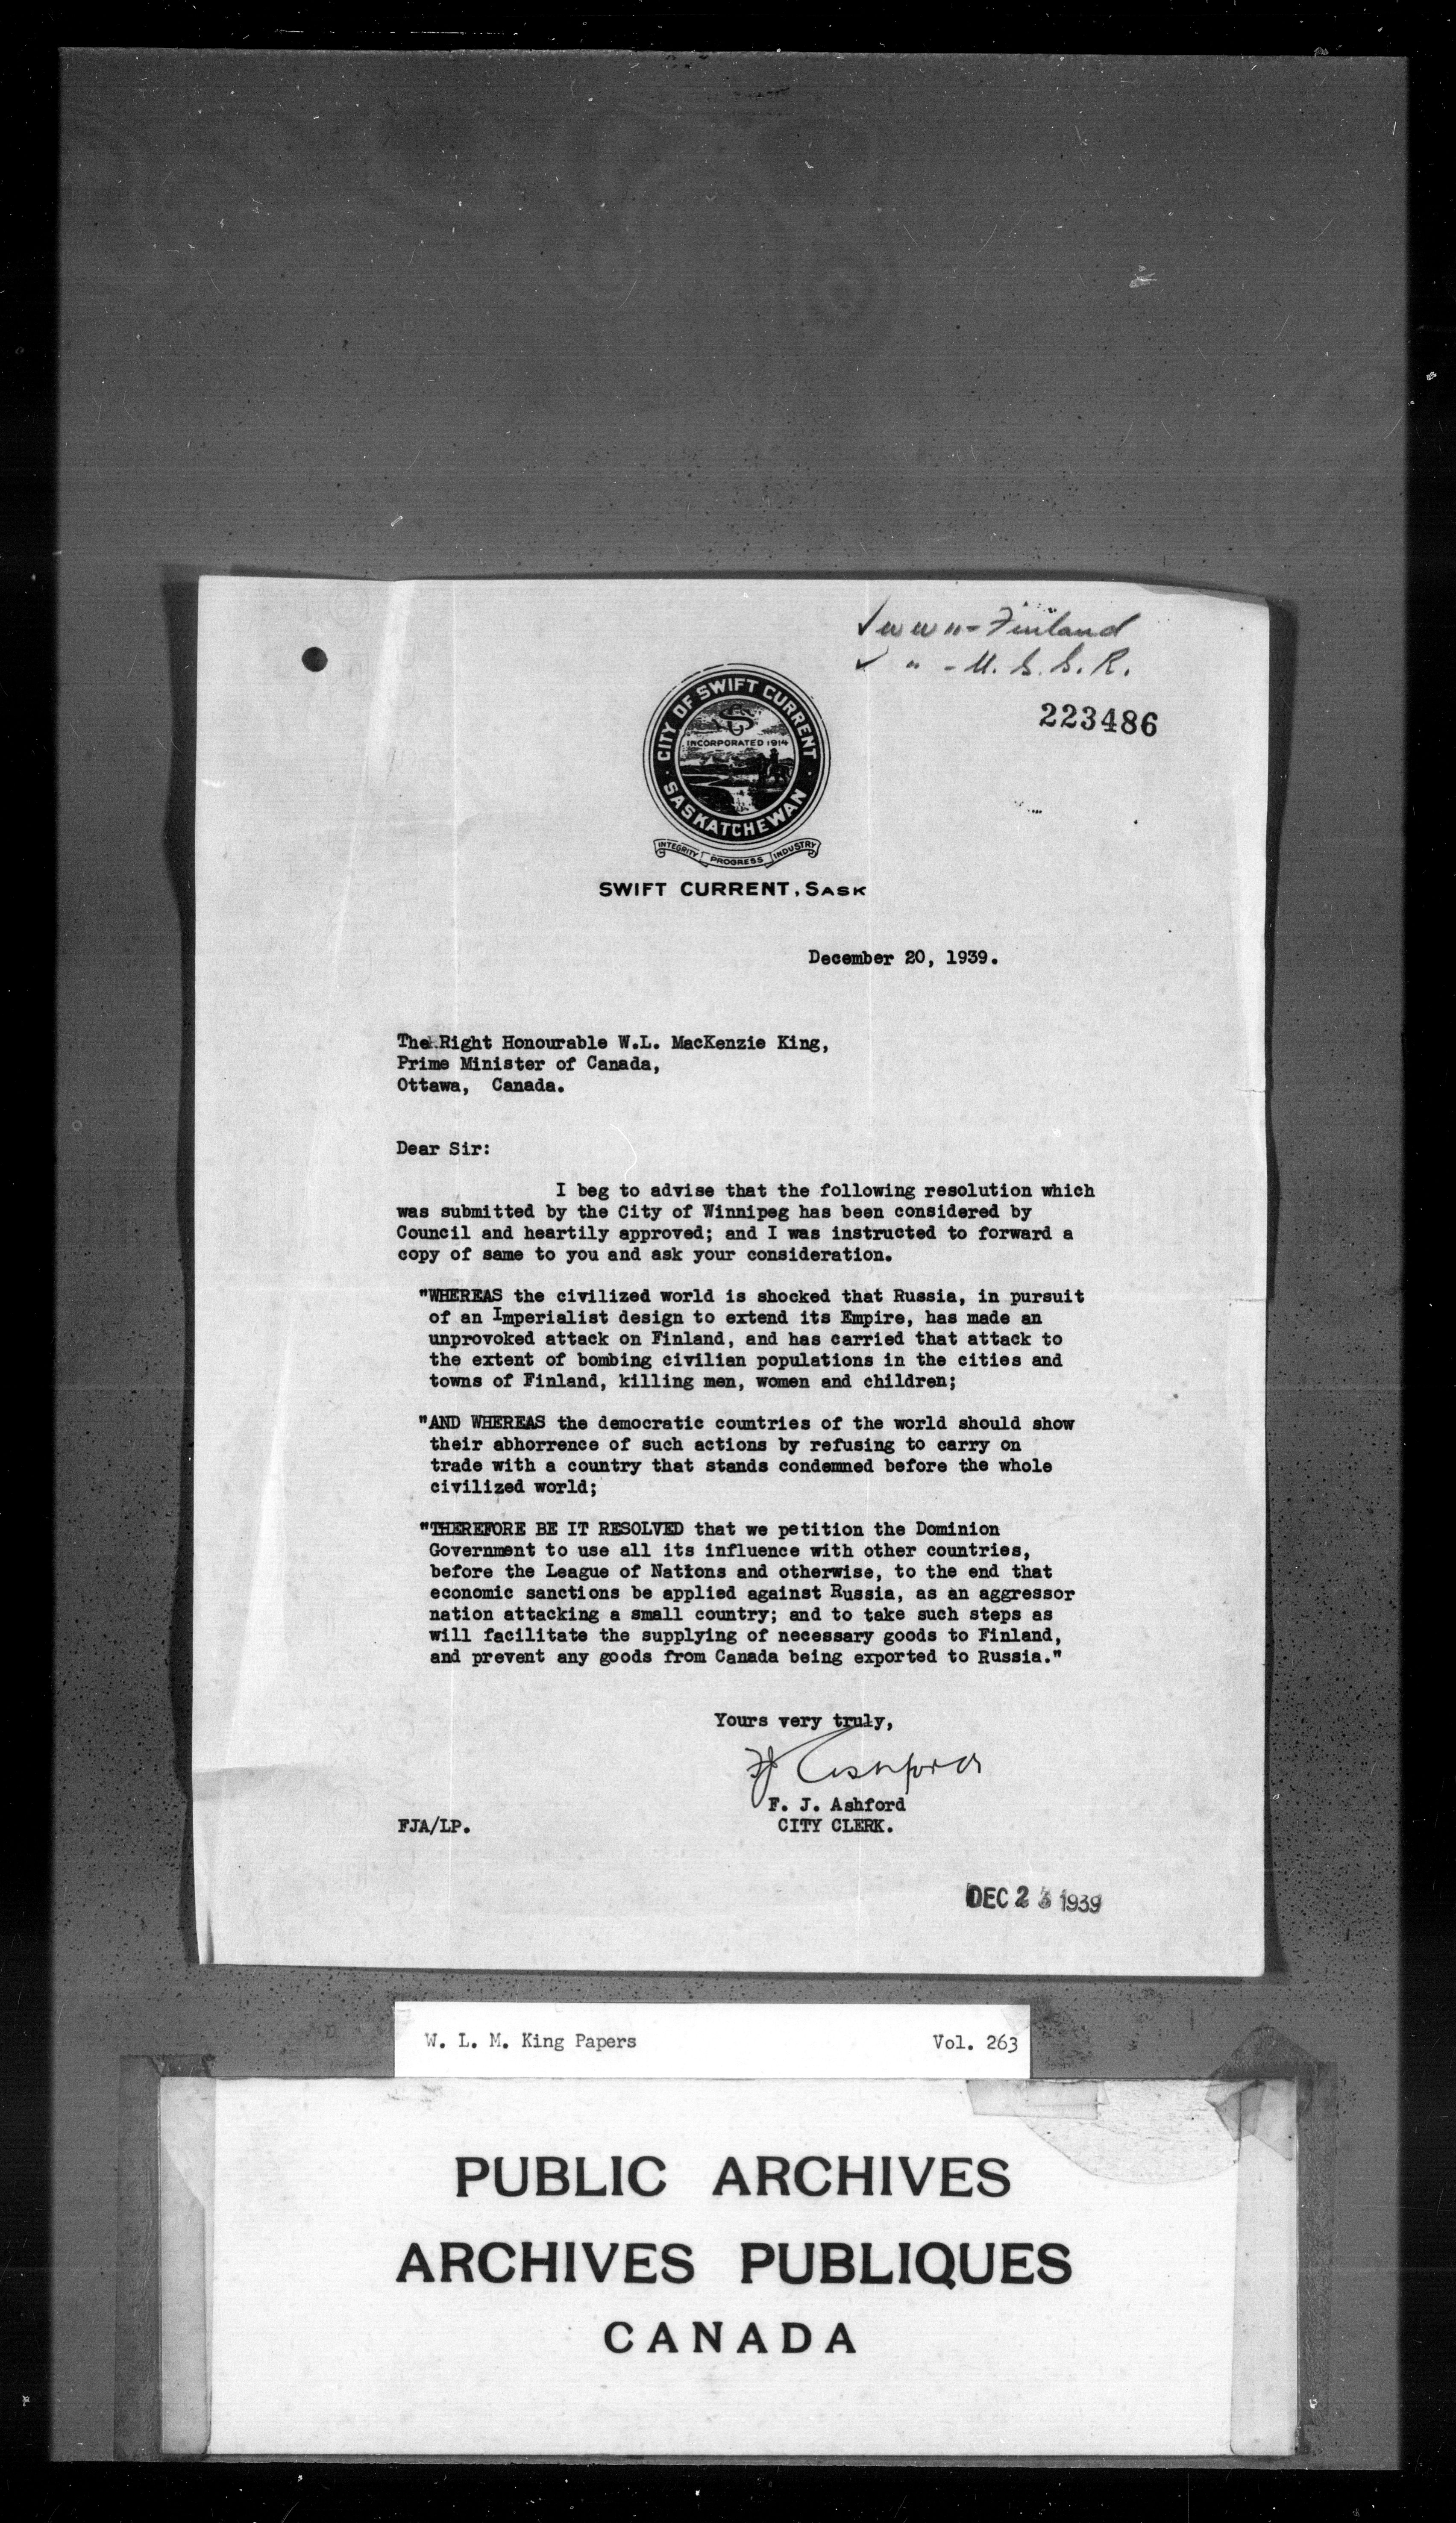 ✓ W W II - Finland
✓ " - U.S.S.R.
223486
CITY OF SWIFT CURRENT
SC
INCORPORATED 1914
SASKATCHEWAN
INTEGRITY PROGRESS INDUSTRY
SWIFT CURRENT, SASK
December 20, 1939.
The Right Honourable W.L. MacKenzie King,
Prime Minister of Canada,
Ottawa, Canada.
Dear Sir:
I beg to advise that the following resolution which
was submitted by the City of Winnipeg has been considered by
Council and heartily approved; and I was instructed to forward a
copy of same to you and ask your consideration.
"WHEREAS the civilized world is shocked that Russia, in pursuit
of an Imperialist design to extend its Empire, has made an
unprovoked attack on Finland, and has carried that attack to
the extent of bombing civilian populations in the cities and
towns of Finland, killing men, women and children;
"AND WHEREAS the democratic countries of the world should show
their abhorrence of such actions by refusing to carry on
trade with a country that stands condemned before the whole
civilized world;
"THEREFORE BE IT RESOLVED that we petition the Dominion
Government to use all its influence with other countries,
before the League of Nations and otherwise, to the end that
economic sanctions be applied against Russia, as an aggressor
nation attacking a small country; and to take such steps as
will facilitate the supplying of necessary goods to Finland,
and prevent any goods from Canada being exported to Russia."
Yours very truly,
FJ Ashford
F. J. Ashford
FJA/LP. CITY CLERK.
DEC 23 1939
W. L. M. King Papers Vol. 263
PUBLIC ARCHIVES
ARCHIVES PUBLIQUES
CANADA